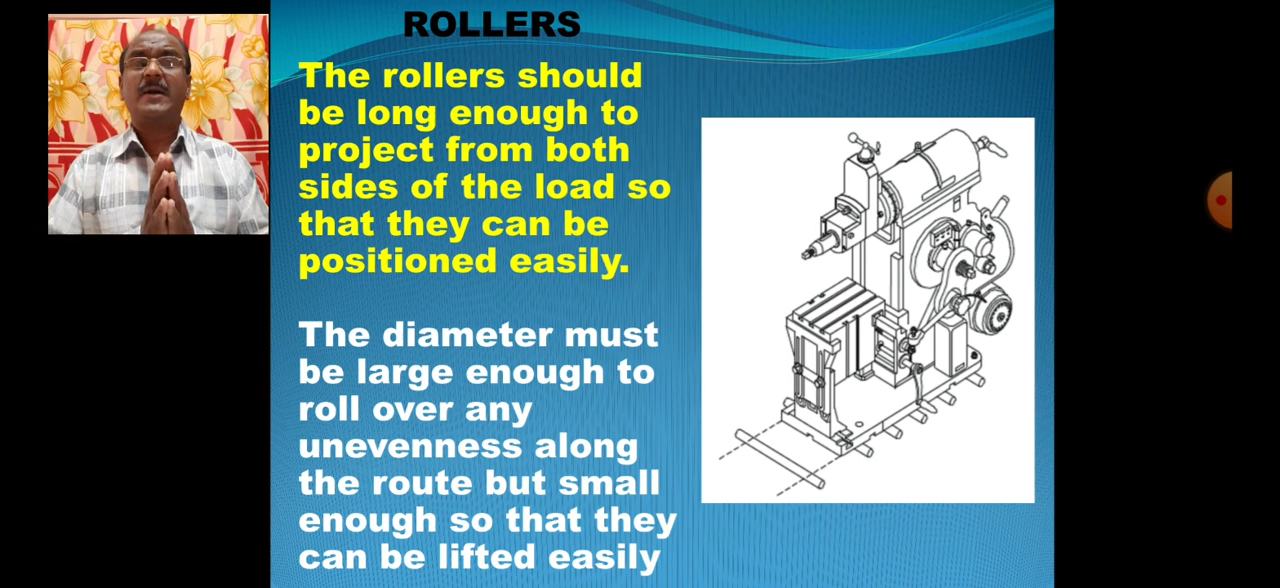 ROLLERS
The rollers should
be long enough to
project from both
sides of the load so
that they can be
positioned easily.
The diameter must
be large enough to
roll over any
unevenness along
the route but small
enough so that they
can be lifted easily